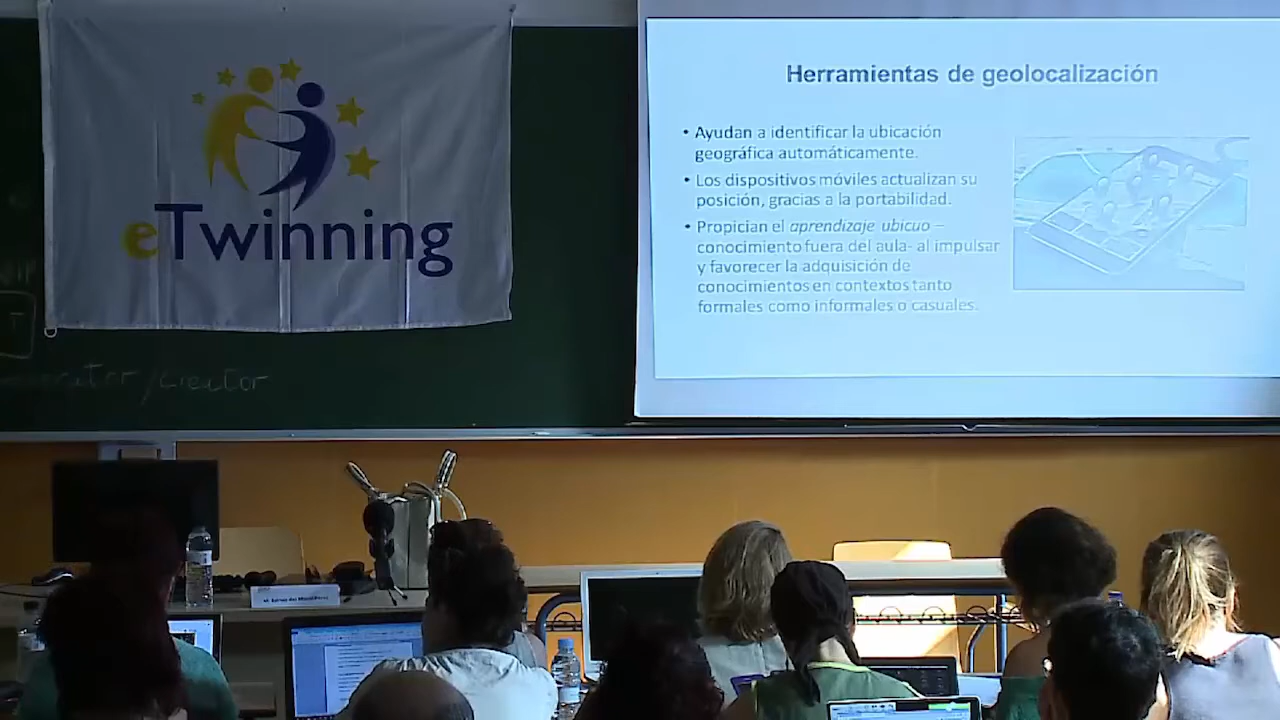 eTwinning
Herramientas de geolocalización
• Ayudan a identificar la ubicación
geográfica automáticamente.
• Los dispositivos móviles actualizan su
posición, gracias a la portabilidad.
• Propician el aprendizaje ubicuo –
conocimiento fuera del aula- al impulsar
y favorecer la adquisición de
conocimientos en contextos tanto
formales como informales o casuales.
/creator